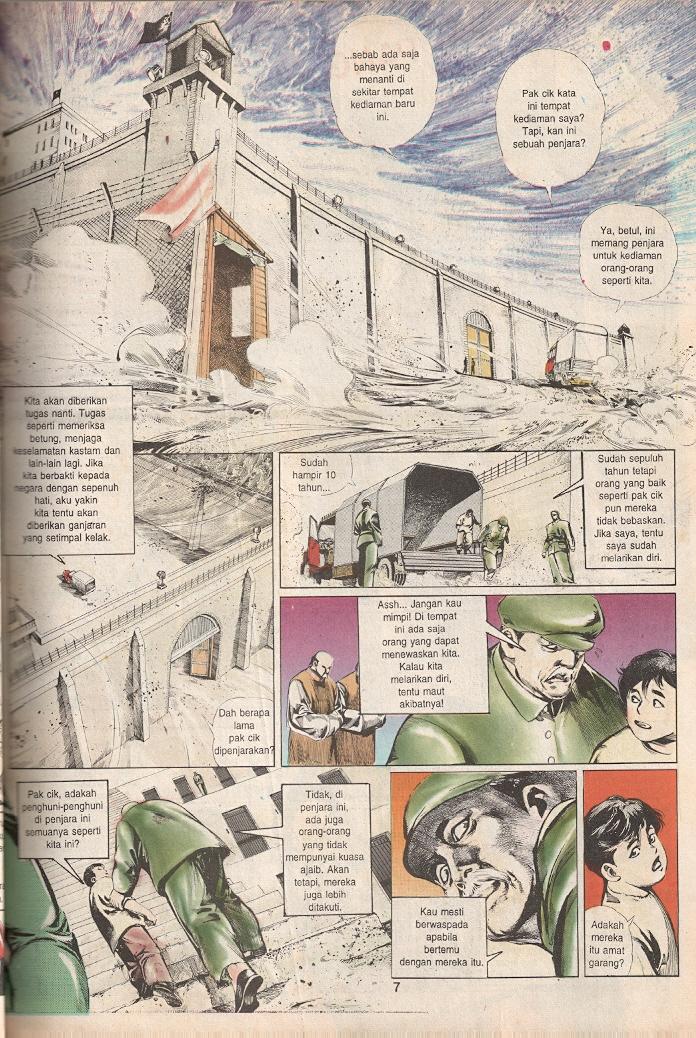 ...sebab ada saja
bahaya yang
menanti di
sekitar tempat
kediaman baru
ini.
Pak cik kata
ini tempat
kediaman saya?
Tapi, kan ini
sebuah penjara?
Ya, betul, ini
memang penjara
untuk kediaman
orang-orang
seperti kita.
Kita akan diberikan
tugas nanti. Tugas
seperti memeriksa
betung, menjaga
keselamatan kastam dan
lain-lain lagi. Jika
kita berbakti kepada
negara dengan sepenuh
hati, aku yakin
kita tentu akan
diberikan ganjaran
yang setimpal kelak.
Dah berapa
lama
pak cik
dipenjarakan?
Sudah
hampir 10
tahun...
Sudah sepuluh
tahun tetapi
orang yang baik
seperti pak cik
pun mereka
tidak bebaskan.
Jika saya, tentu
saya sudah
melarikan diri.
Assh... Jangan kau
mimpi! Di tempat
ini ada saja
orang yang dapat
menewaskan kita.
Kalau kita
melarikan diri,
tentu maut
akibatnya!
Pak cik, adakah
penghuni-penghuni
di penjara ini
semuanya seperti
kita ini?
Tidak, di
penjara ini,
ada juga
orang-orang
yang tidak
mempunyai kuasa
ajaib. Akan
tetapi, mereka
juga lebih
ditakuti.
Kau mesti
berwaspada
apabila
bertemu
dengan mereka itu.
Adakah
mereka
itu amat
garang?
7